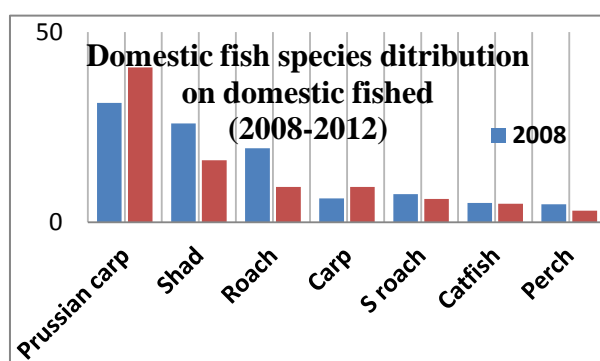 50
Domestic fish species ditribution
on domestic fished
(2008-2012)
2008
0
Prussian carp
Shad
Roach
Carp
S roach
Catfish
Perch